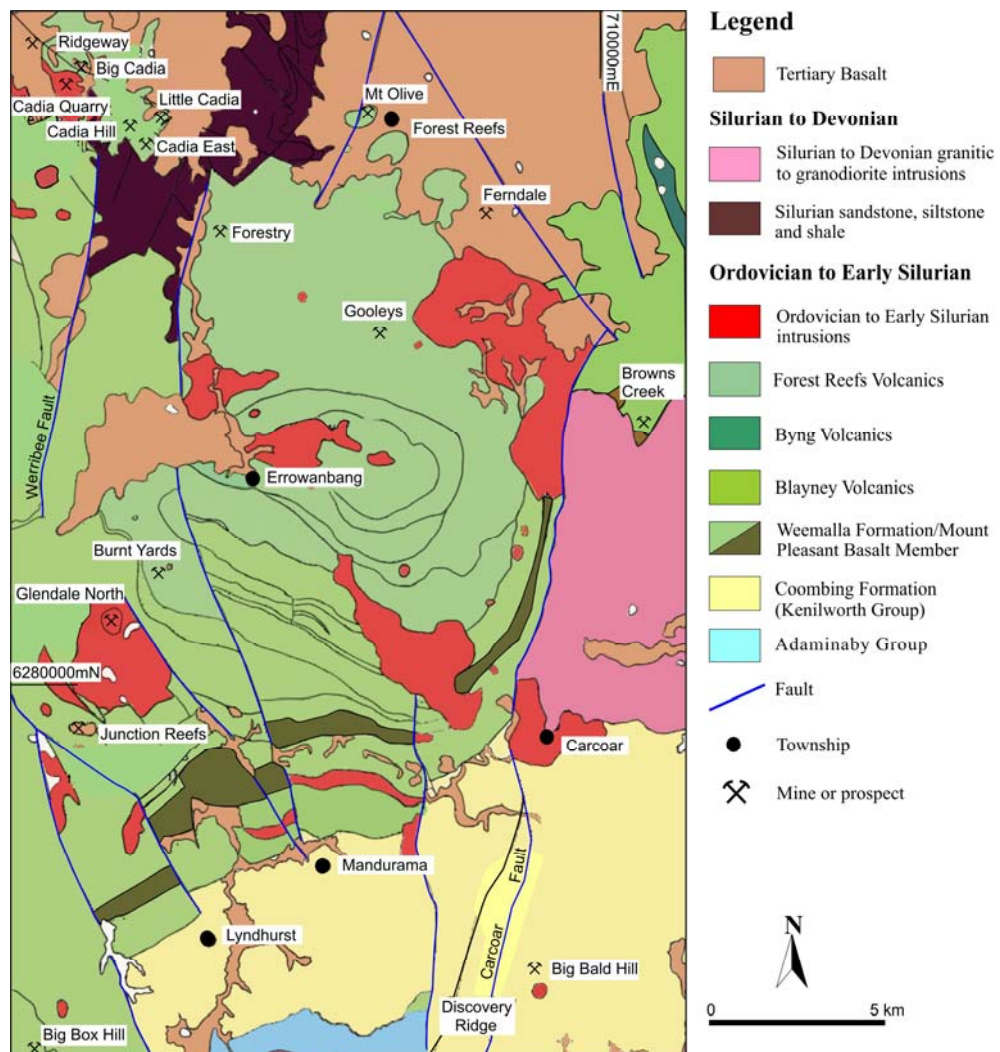 Ridgeway
Big Cadia
Cadia Quarry
Little Cadia
Cadia Hill
Cadia East
Mt Olive
Forest Reefs
710000mE
Ferndale
Forestry
Gooleys
Browns
Creek
Werribee Fault
Errowanbang
Burnt Yards
Glendale North
6280000mN
Junction Reefs
Carcoar
Mandurama
Lyndhurst
Carcoar Fault
Big Bald Hill
Discovery
Ridge
Big Box Hill
Legend
Tertiary Basalt
Silurian to Devonian
Silurian to Devonian granitic
to granodiorite intrusions
Silurian sandstone, siltstone
and shale
Ordovician to Early Silurian
Ordovician to Early Silurian
intrusions
Forest Reefs Volcanics
Byng Volcanics
Blayney Volcanics
Weemalla Formation/Mount
Pleasant Basalt Member
Coombing Formation
(Kenilworth Group)
Adaminaby Group
Fault
Township
Mine or prospect
N
0 5 km